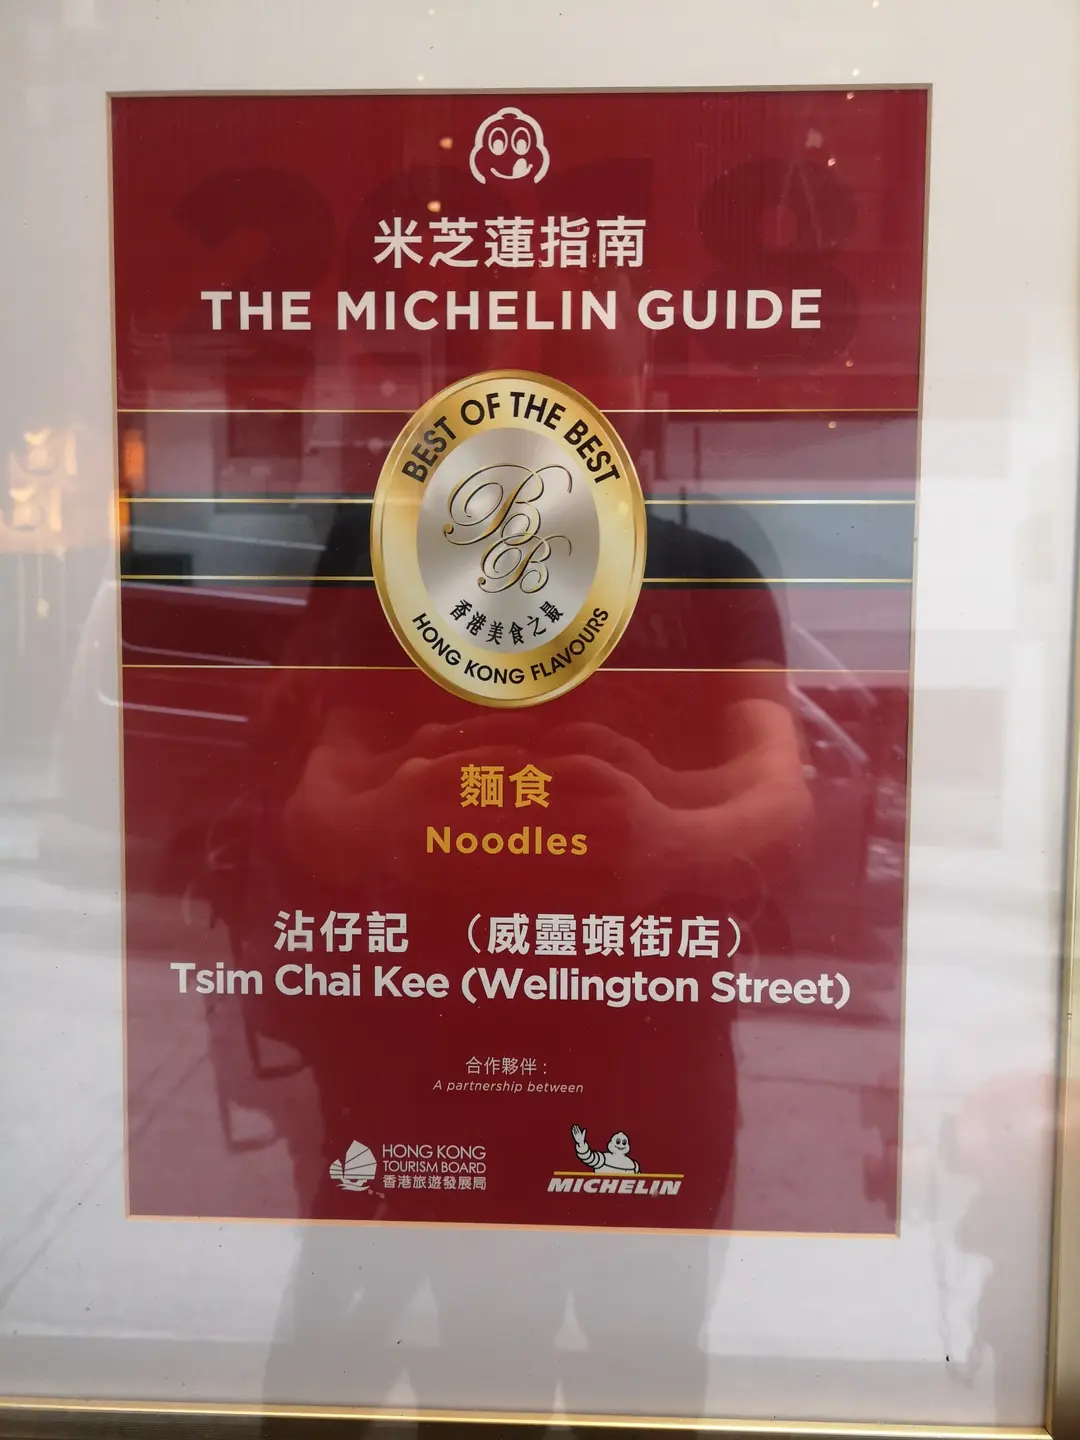 2018
米芝蓮指南
THE MICHELIN GUIDE
BEST OF THE BEST
BB
香港美食之最
HONG KONG FLAVOURS
麵食
Noodles
沾仔記 （威靈頓街店）
Tsim Chai Kee (Wellington Street)
合作夥伴：
A partnership between
HONG KONG
TOURISM BOARD
香港旅遊發展局
MICHELIN